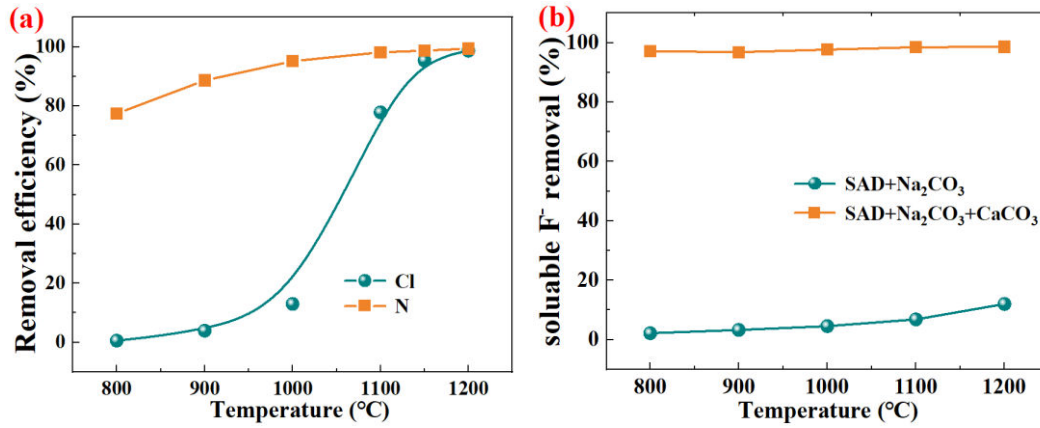 (a)
Removal efficiency (%)
100
80
60
40
20
0
Cl
N
800 900 1000 1100 1200
Temperature (°C)
(b)
soluable F⁻ removal (%)
100
80
60
40
20
0
SAD+Na₂CO₃
SAD+Na₂CO₃+CaCO₃
800 900 1000 1100 1200
Temperature (°C)